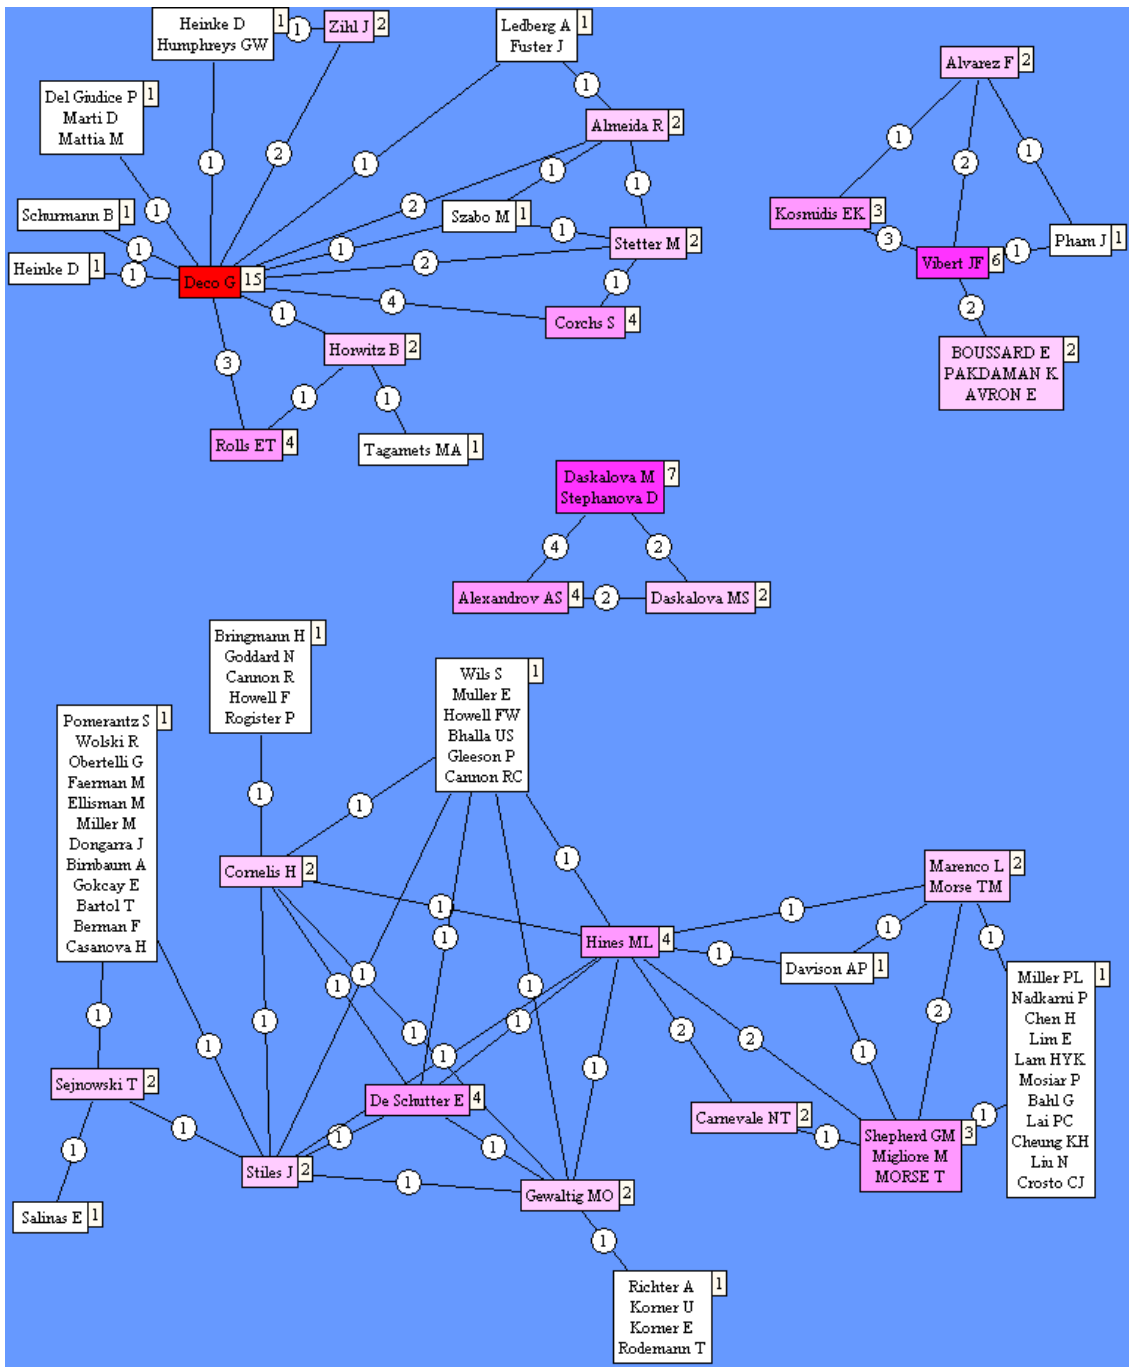 Heinke D 1
Humphreys GW
1
Zihl J 2
Ledberg A 1
Fuster J
1
Almeida R 2
Del Giudice P 1
Marti D
Mattia M
1
2
1
1
2
1
1
Schurmann B 1
1
Szabo M 1
1
1
Stetter M 2
Heinke D 1
1
Deco G 15
2
1
4
Corchs S 4
1
Horwitz B 2
3
1
1
Rolls ET 4
Tagamets MA 1
Alvarez F 2
1
2
1
Kosmidis EK 3
3
Vibert JF 6
1
Pham J 1
2
BOUSSARD E 2
PAKDAMAN K
AVRON E
Daskalova M 7
Stephanova D
4
2
Alexandrov AS 4
2
Daskalova MS 2
Bringmann H 1
Goddard N
Cannon R
Howell F
Rogister P
Wils S 1
Muller E
Howell FW
Bhalla US
Gleeson P
Cannon RC
Pomerantz S 1
Wolski R
Obertelli G
Faerman M
Ellisman M
Miller M
Dongarra J
Birnbaum A
Gokcay E
Bartol T
Berman F
Casanova H
1
1
1
Cornelis H 2
1
Marenco L 2
Morse TM
1
1
1
1
Hines ML 4
1
Davison AP 1
1
1
1
1
Miller PL 1
Nadkarni P
Chen H
Lim E
Lam HYK
Mosiar P
Bahl G
Lai PC
Cheung KH
Liu N
Crosto CJ
1
1
1
1
1
2
2
2
1
1
1
1
Sejnowski T 2
1
De Schutter E 4
1
Carnevale NT 2
1
Shepherd GM 3
Migliore M
MORSE T
1
1
1
1
Stiles J 2
1
Gewaltig MO 2
Salinas E 1
1
Richter A 1
Korner U
Korner E
Rodemann T